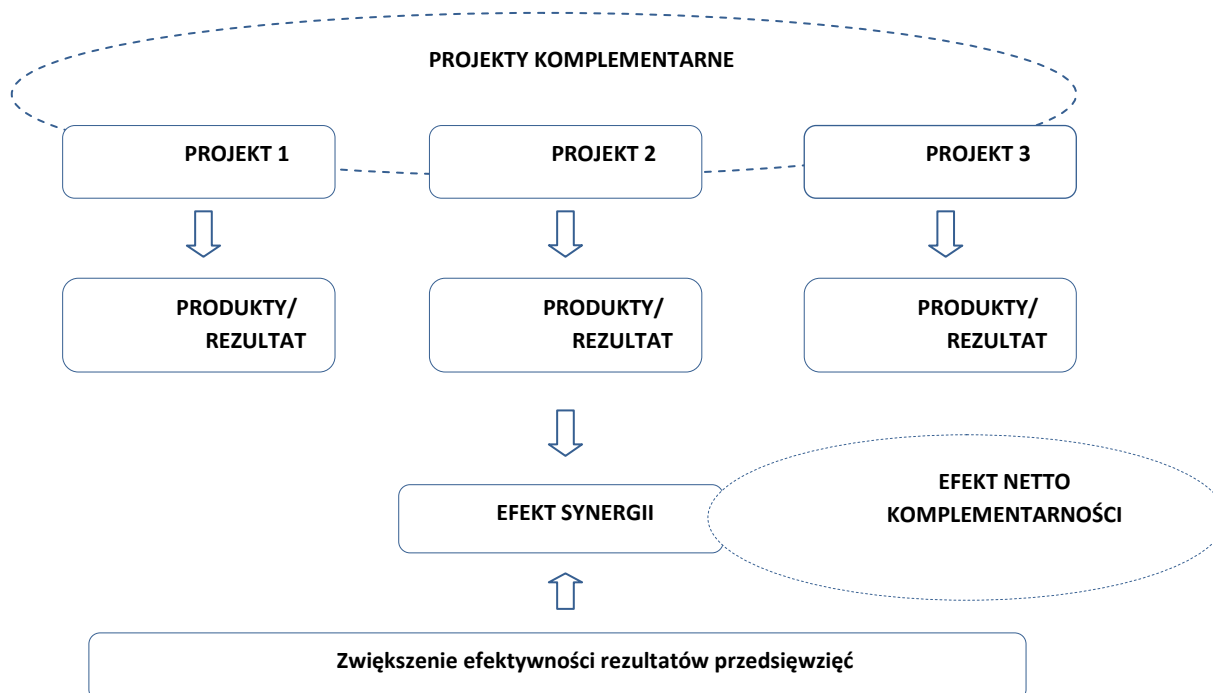 PROJEKTY KOMPLEMENTARNE
PROJEKT 1
PROJEKT 2
PROJEKT 3
PRODUKTY/
REZULTAT
PRODUKTY/
REZULTAT
PRODUKTY/
REZULTAT
EFEKT SYNERGII
EFEKT NETTO
KOMPLEMENTARNOŚCI
Zwiększenie efektywności rezultatów przedsięwzięć